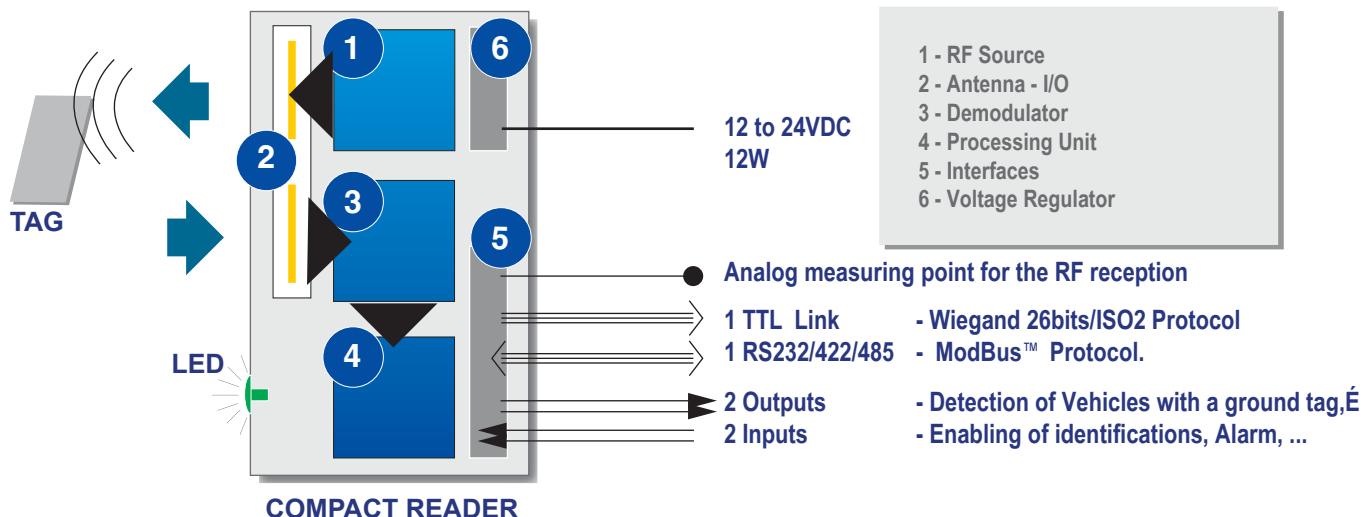 1
6
1 - RF Source
2 - Antenna - I/O
3 - Demodulator
4 - Processing Unit
5 - Interfaces
6 - Voltage Regulator
12 to 24VDC
12W
2
3
TAG
5
Analog measuring point for the RF reception
1 TTL Link - Wiegand 26bits/ISO2 Protocol
1 RS232/422/485 - ModBus™ Protocol.
4
LED
2 Outputs - Detection of Vehicles with a ground tag,É
2 Inputs - Enabling of identifications, Alarm, ...
COMPACT READER